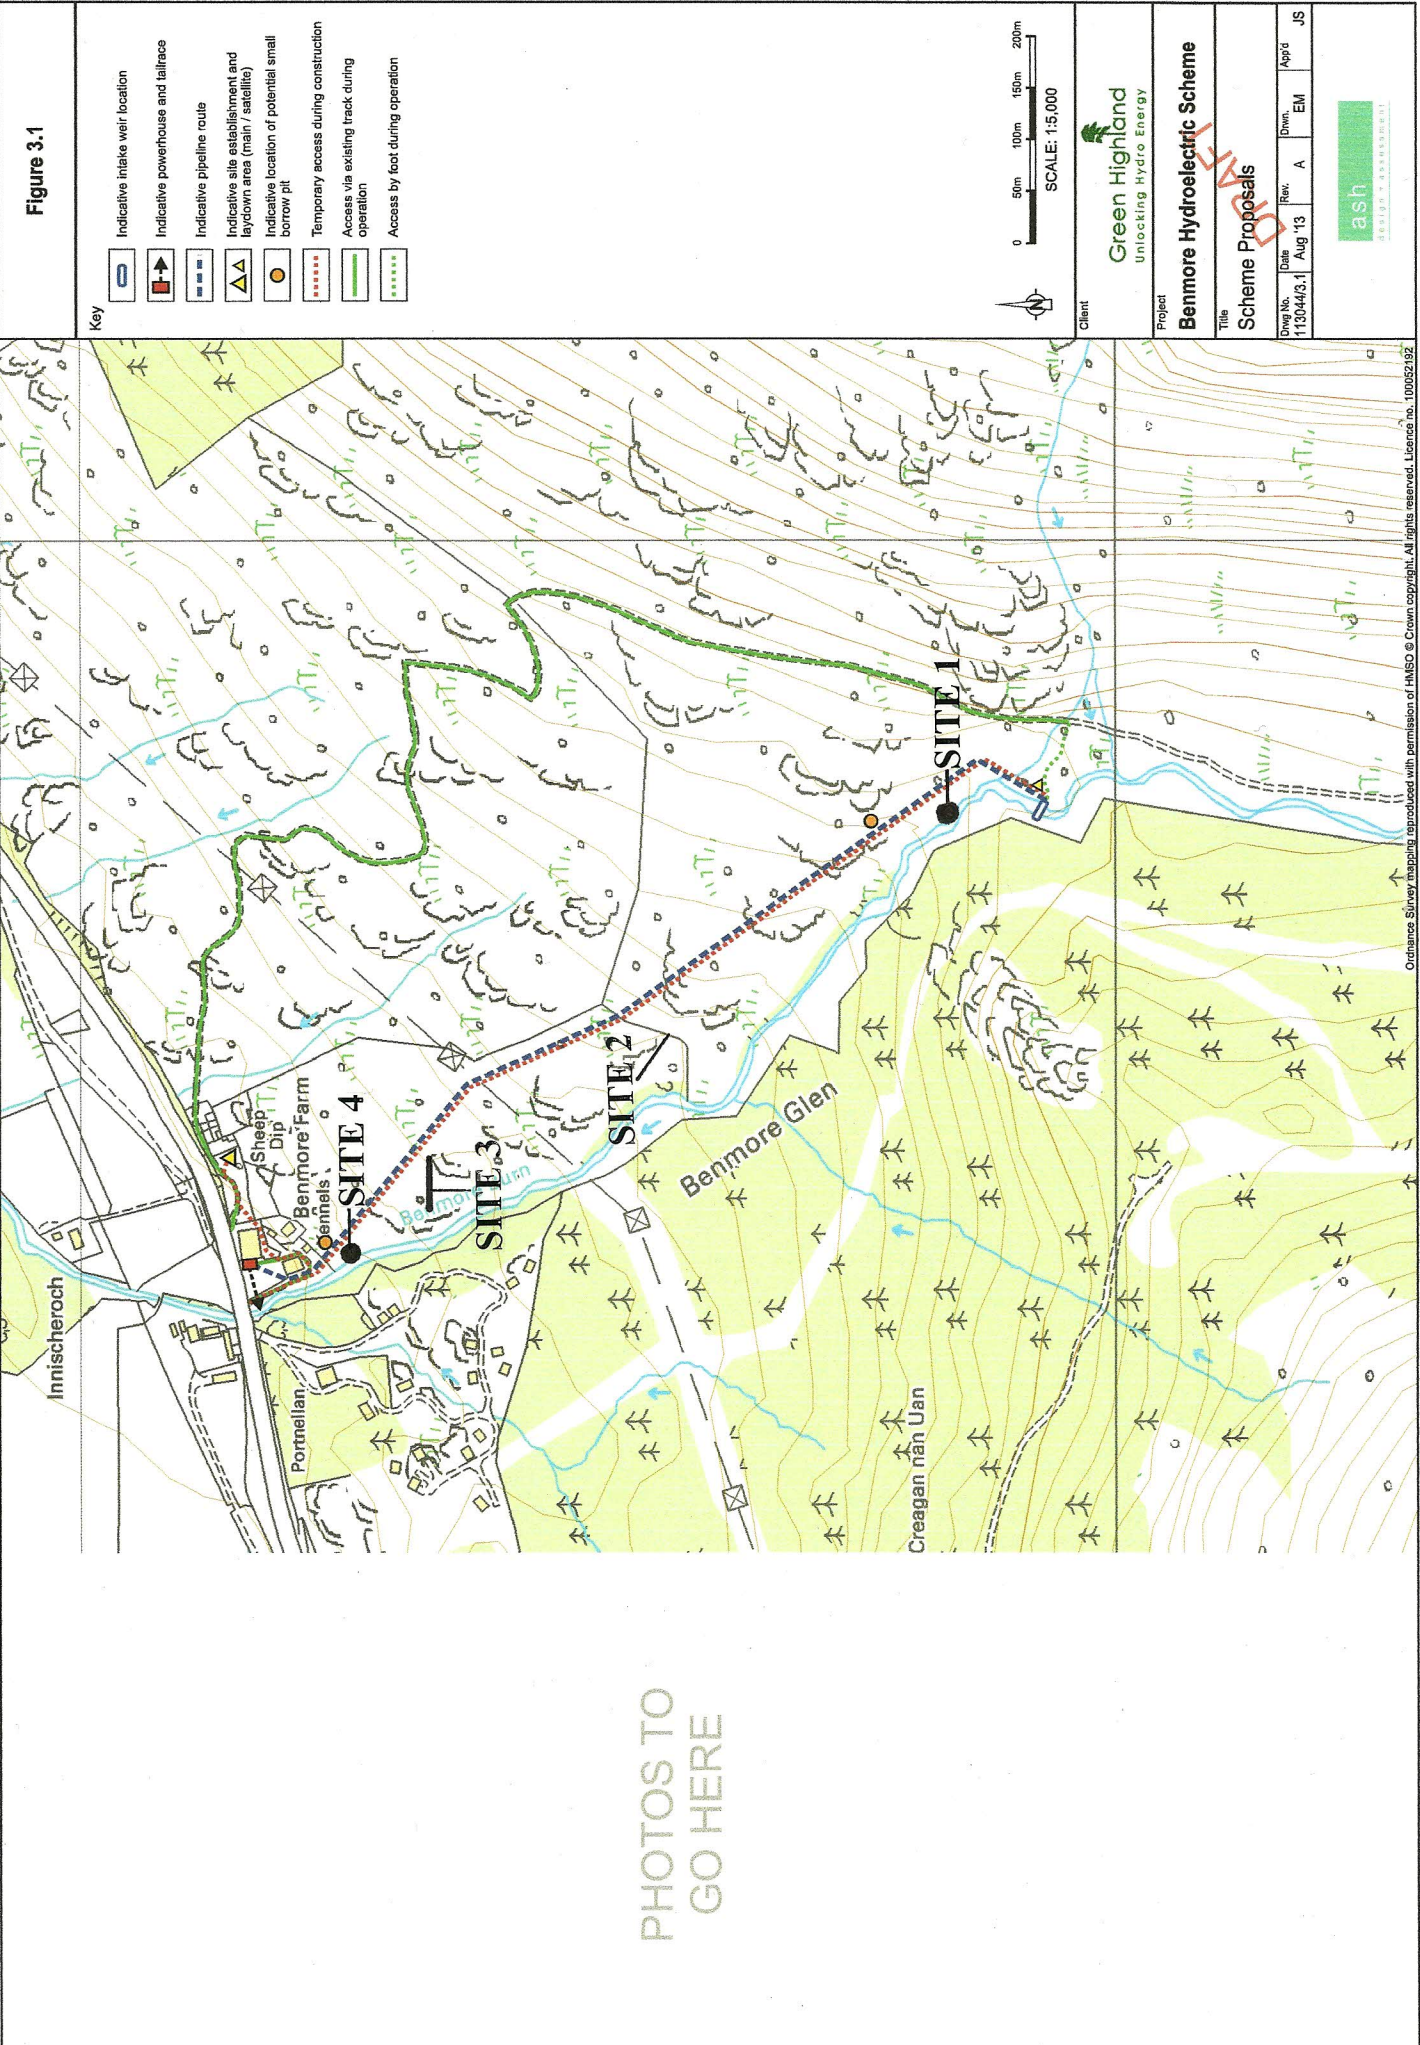 Figure 3.1
Key
Indicative intake weir location
Indicative powerhouse and tailrace
Indicative pipeline route
Indicative site establishment and
laydown area (main / satellite)
Indicative location of potential small
borrow pit
Temporary access during construction
Access via existing track during
operation
Access by foot during operation
N
0 50m 100m 150m 200m
SCALE: 1:5,000
Client
Green Highland
Unlocking Hydro Energy
Project
Benmore Hydroelectric Scheme
Title
Scheme Proposals
DRAFT
Drwg No. Date Rev. Drwn. App'd
113044/3.1 Aug '13 A EM JS
ash
design + assessment
Innischeroch
Portnellan
Sheep
Dip
Benmore Farm
Kennels
SITE 4
SITE 3
SITE 2
SITE 1
Benmore Burn
Benmore Glen
Creagan nan Uan
PHOTOS TO
GO HERE
Ordnance Survey mapping reproduced with permission of HMSO © Crown copyright. All rights reserved. Licence no. 100052192